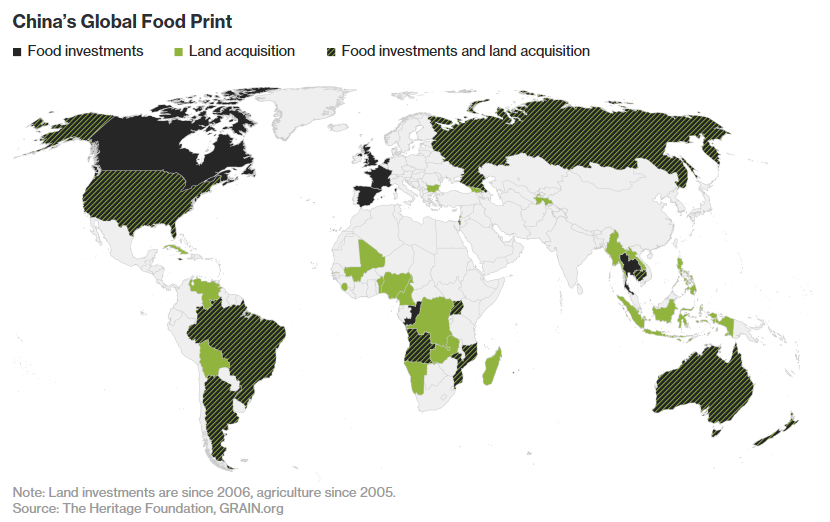 China’s Global Food Print
Food investments Land acquisition Food investments and land acquisition
Note: Land investments are since 2006, agriculture since 2005.
Source: The Heritage Foundation, GRAIN.org